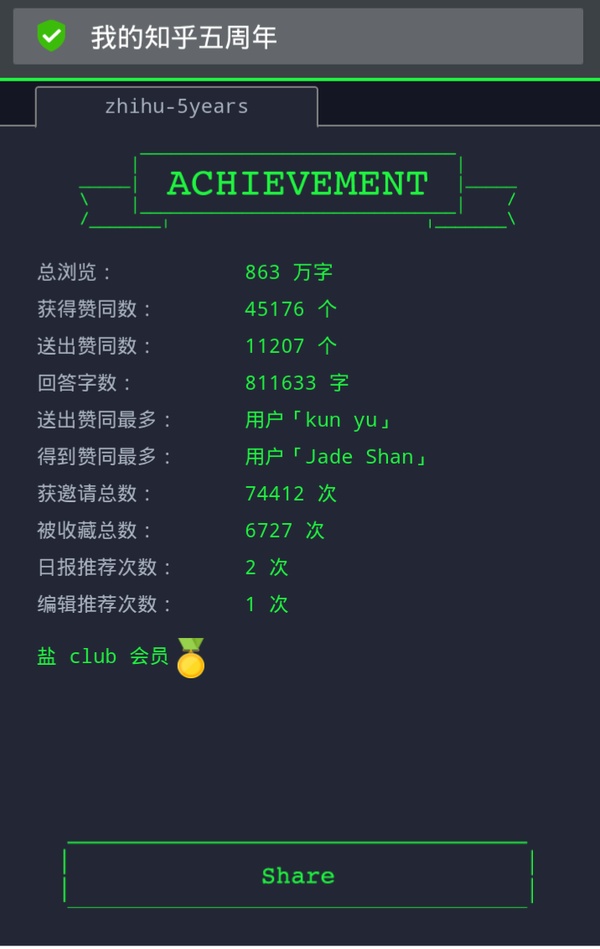 我的知乎五周年
zhihu-5years
ACHIEVEMENT
总浏览： 863 万字
获得赞同数： 45176 个
送出赞同数： 11207 个
回答字数： 811633 字
送出赞同最多： 用户「kun yu」
得到赞同最多： 用户「Jade Shan」
获邀请总数： 74412 次
被收藏总数： 6727 次
日报推荐次数： 2 次
编辑推荐次数： 1 次
盐 club 会员
Share